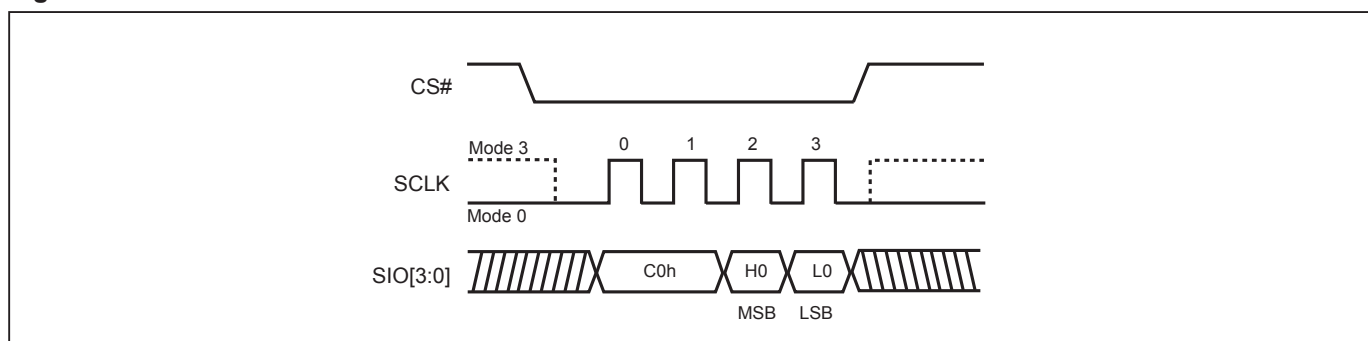 CS#
Mode 3
0 1 2 3
SCLK
Mode 0
SIO[3:0]
C0h H0 L0
MSB LSB